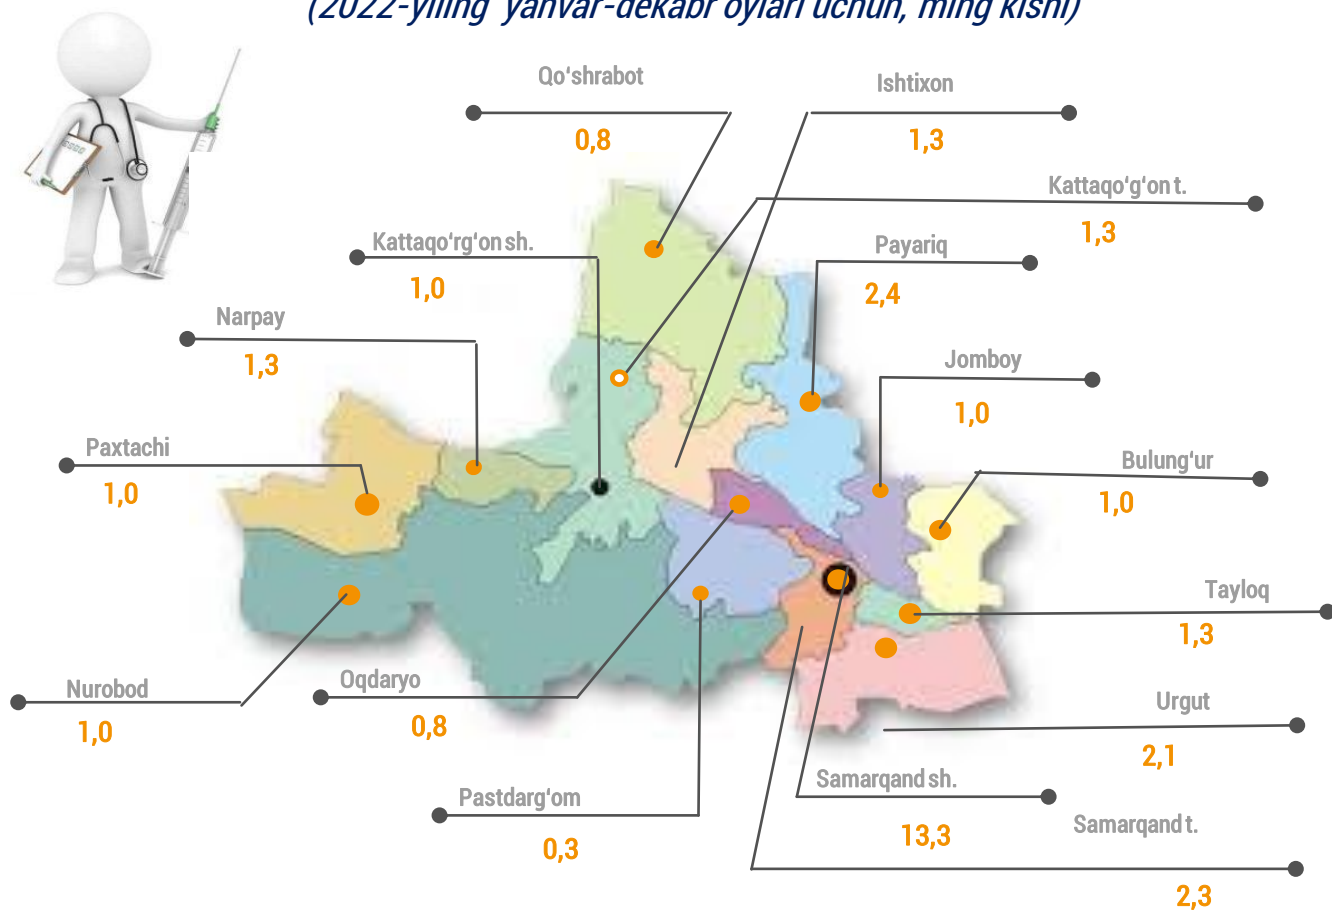 (2022-yiling yanvar-dekabr oylari uchun, ming kishi)
Qo‘shrabot
0,8
Ishtixon
1,3
Kattaqo‘g‘on t.
1,3
Kattaqo‘rg‘on sh.
1,0
Payariq
2,4
Narpay
1,3
Jomboy
1,0
Paxtachi
1,0
Bulung‘ur
1,0
Tayloq
1,3
Nurobod
1,0
Oqdaryo
0,8
Urgut
2,1
Pastdarg‘om
0,3
Samarqand sh.
13,3
Samarqand t.
2,3